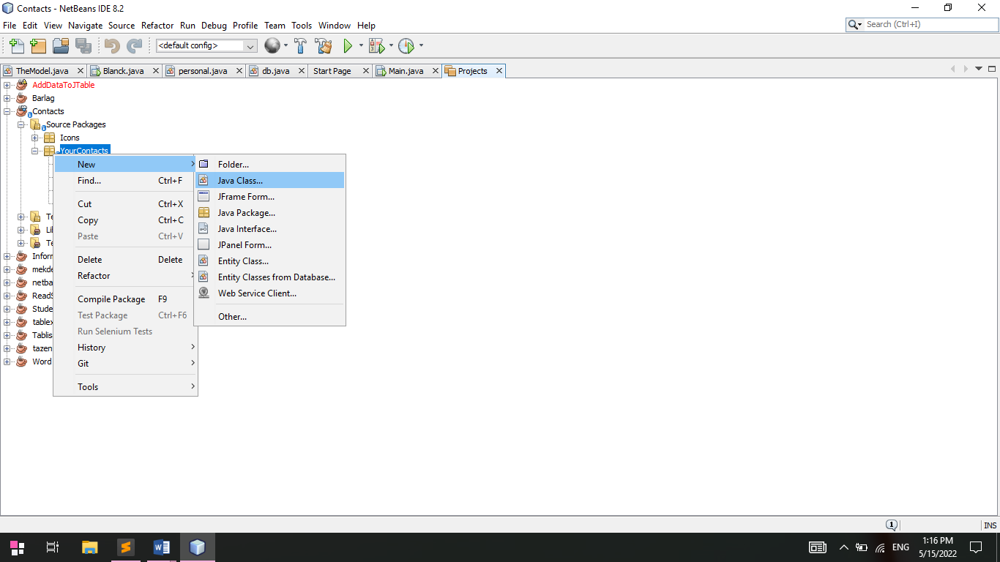 Contacts - NetBeans IDE 8.2
File Edit View Navigate Source Refactor Run Debug Profile Team Tools Window Help
Search (Ctrl+I)
<default config>
TheModel.java Blanck.java personal.java db.java Start Page Main.java Projects
AddDataToJTable
Barlag
Contacts
Source Packages
Icons
YourContacts
New
Find... Ctrl+F
Cut Ctrl+X
Copy Ctrl+C
Paste Ctrl+V
Delete Delete
Refactor
Compile Package F9
Test Package Ctrl+F6
Run Selenium Tests
History
Git
Tools
Folder...
Java Class...
JFrame Form...
Java Package...
Java Interface...
JPanel Form...
Entity Class...
Entity Classes from Database...
Web Service Client...
Other...
Te
Li
Te
Inforr
mekde
netba
ReadS
Stude
tablex
Tablis
tazen
Word
1
INS
ENG
1:16 PM
5/15/2022